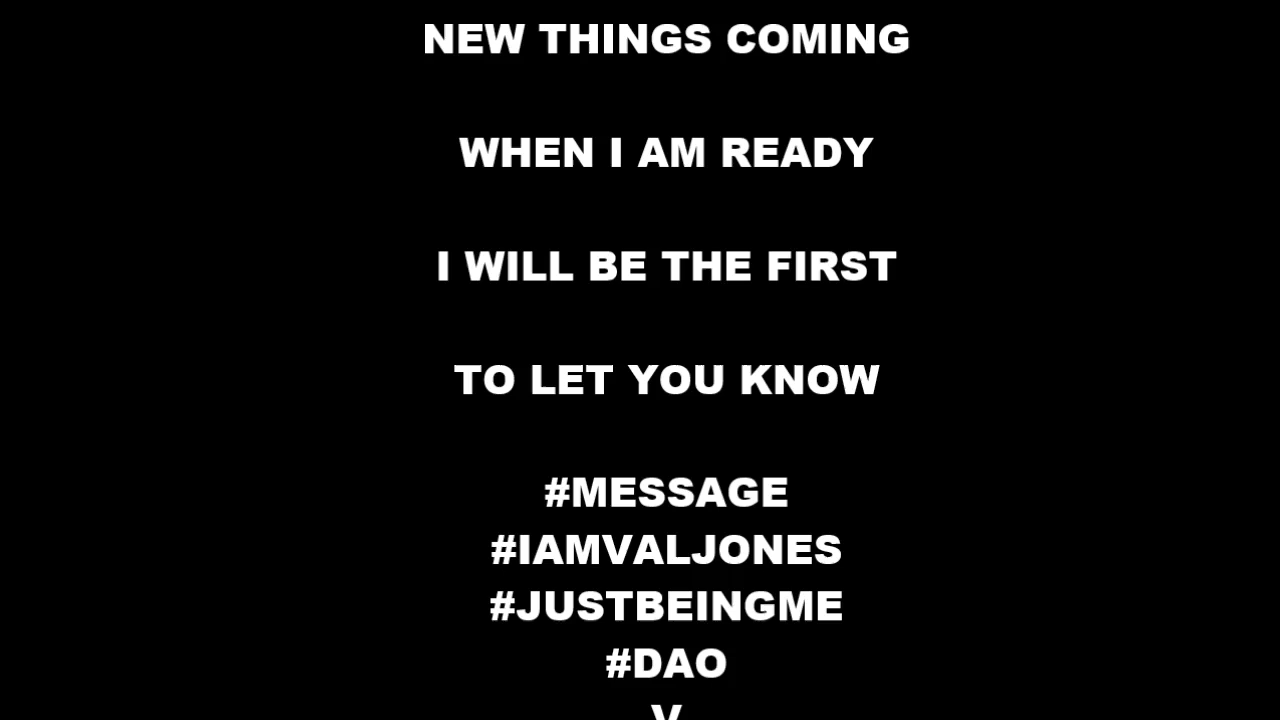 NEW THINGS COMING
WHEN I AM READY
I WILL BE THE FIRST
TO LET YOU KNOW
#MESSAGE
#IAMVALJONES
#JUSTBEINGME
#DAO